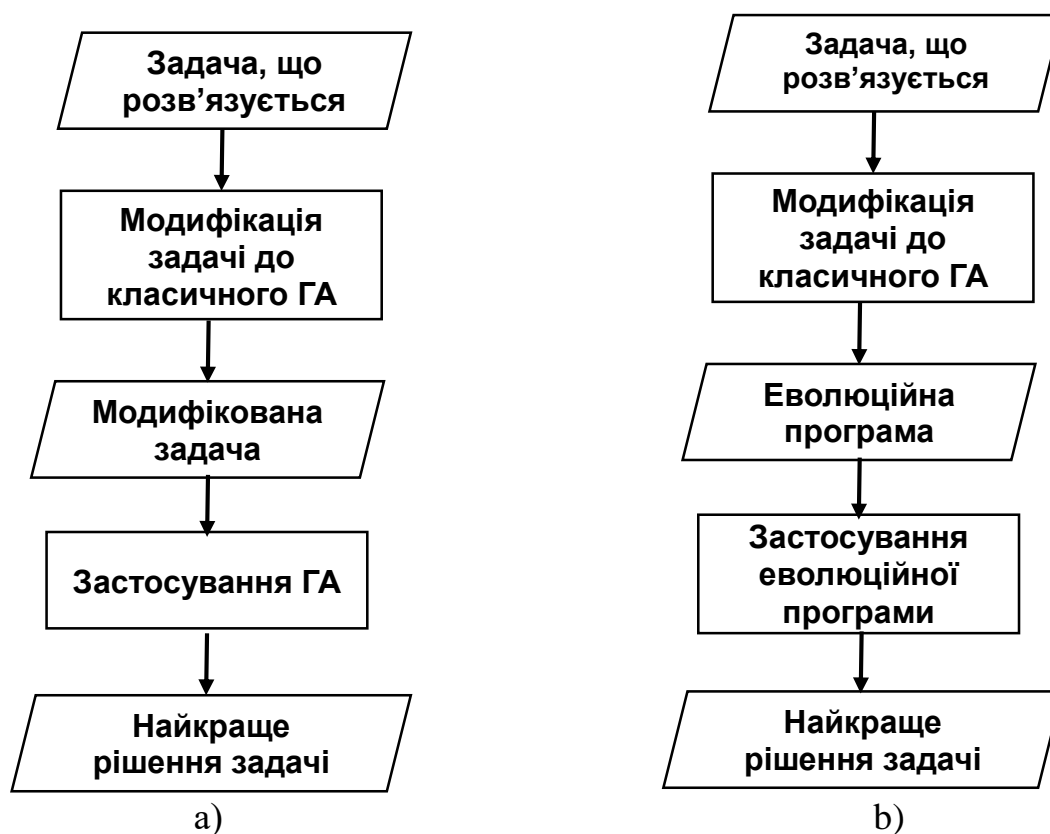 Задача, що
розв’язується
Модифікація
задачі до
класичного ГА
Модифікована
задача
Застосування ГА
Найкраще
рішення задачі
a)
Задача, що
розв’язується
Модифікація
задачі до
класичного ГА
Еволюційна
програма
Застосування
еволюційної
програми
Найкраще
рішення задачі
b)